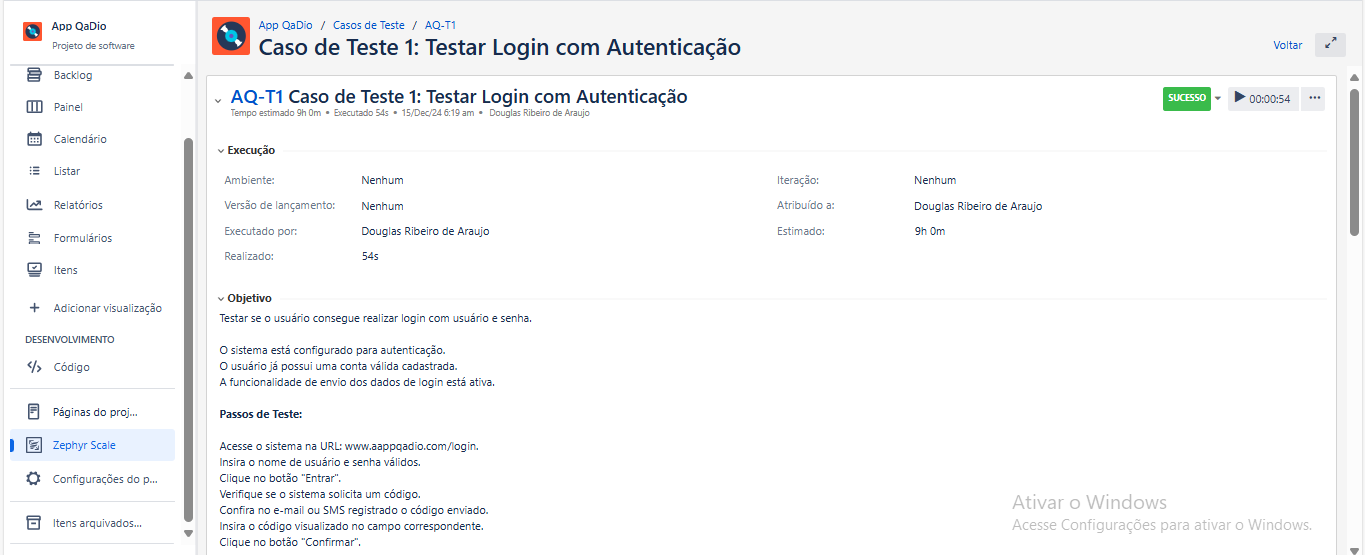 App QaDio
Projeto de software
Backlog
Painel
Calendário
Listar
Relatórios
Formulários
Itens
Adicionar visualização
DESENVOLVIMENTO
Código
Páginas do proj...
Zephyr Scale
Configurações do p...
Itens arquivados...
App QaDio / Casos de Teste / AQ-T1
Caso de Teste 1: Testar Login com Autenticação
Voltar
AQ-T1 Caso de Teste 1: Testar Login com Autenticação
SUCESSO
00:00:54
Tempo estimado 9h 0m • Executado 54s • 15/Dec/24 6:19 am • Douglas Ribeiro de Araujo
Execução
Ambiente: Nenhum Iteração: Nenhum
Versão de lançamento: Nenhum Atribuído a: Douglas Ribeiro de Araujo
Executado por: Douglas Ribeiro de Araujo Estimado: 9h 0m
Realizado: 54s
Objetivo
Testar se o usuário consegue realizar login com usuário e senha.
O sistema está configurado para autenticação.
O usuário já possui uma conta válida cadastrada.
A funcionalidade de envio dos dados de login está ativa.
Passos de Teste:
Acesse o sistema na URL: www.aappqadio.com/login.
Insira o nome de usuário e senha válidos.
Clique no botão "Entrar".
Verifique se o sistema solicita um código.
Confira no e-mail ou SMS registrado o código enviado.
Insira o código visualizado no campo correspondente.
Clique no botão "Confirmar".
Ativar o Windows
Acesse Configurações para ativar o Windows.